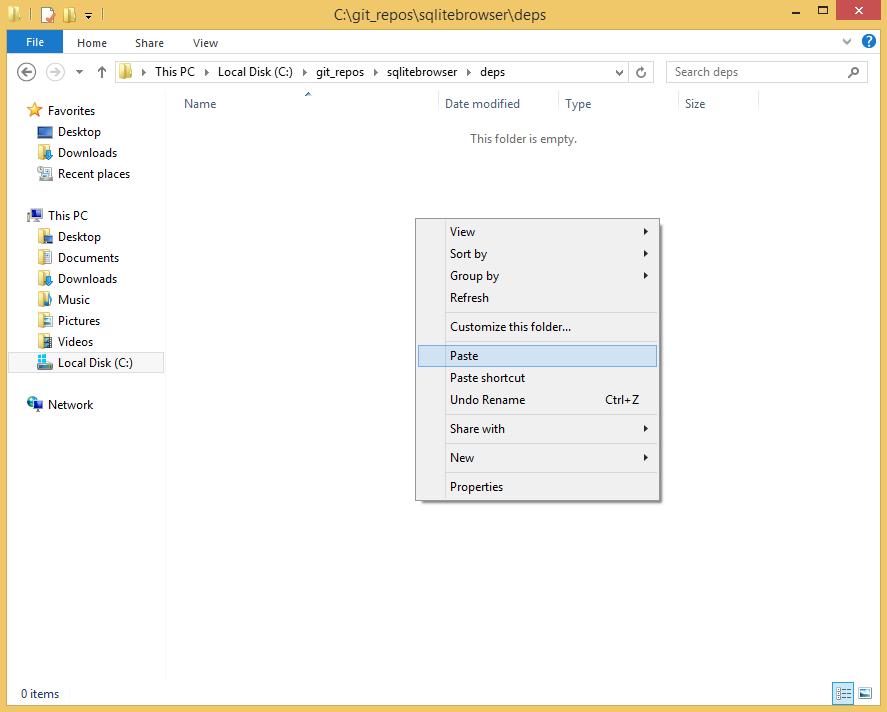 C:\git_repos\sqlitebrowser\deps
File Home Share View
This PC Local Disk (C:) git_repos sqlitebrowser deps Search deps
Name Date modified Type Size
This folder is empty.
Favorites
Desktop
Downloads
Recent places
This PC
Desktop
Documents
Downloads
Music
Pictures
Videos
Local Disk (C:)
Network
View
Sort by
Group by
Refresh
Customize this folder...
Paste
Paste shortcut
Undo Rename Ctrl+Z
Share with
New
Properties
0 items